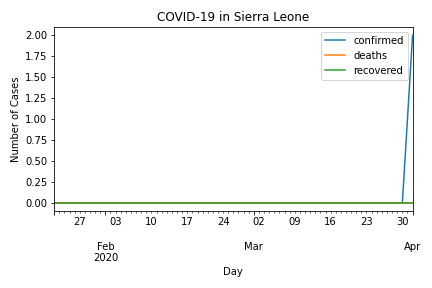 COVID-19 in Sierra Leone
confirmed
deaths
recovered
Number of Cases
2.00
1.75
1.50
1.25
1.00
0.75
0.50
0.25
0.00
27 03 10 17 24 02 09 16 23 30
Feb Mar Apr
2020
Day